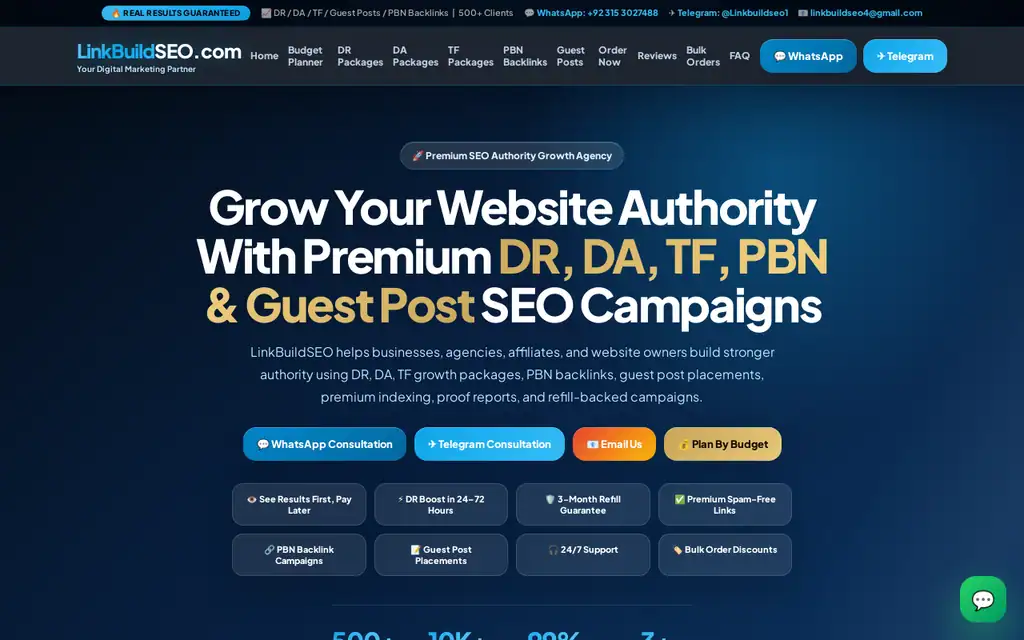 🔥 REAL RESULTS GUARANTEED 📈 DR / DA / TF / Guest Posts / PBN Backlinks | 500+ Clients 💬 WhatsApp: +92 315 3027488 ✈ Telegram: @Linkbuildseo1 📧 linkbuildseo4@gmail.com
LinkBuildSEO.com
Your Digital Marketing Partner
Home
Budget
Planner
DR
Packages
DA
Packages
TF
Packages
PBN
Backlinks
Guest
Posts
Order
Now
Reviews
Bulk
Orders
FAQ
💬 WhatsApp
✈ Telegram
🚀 Premium SEO Authority Growth Agency
Grow Your Website Authority
With Premium DR, DA, TF, PBN
& Guest Post SEO Campaigns
LinkBuildSEO helps businesses, agencies, affiliates, and website owners build stronger
authority using DR, DA, TF growth packages, PBN backlinks, guest post placements,
premium indexing, proof reports, and refill-backed campaigns.
💬 WhatsApp Consultation
✈ Telegram Consultation
📧 Email Us
💰 Plan By Budget
👁️ See Results First, Pay
Later
⚡ DR Boost in 24–72
Hours
🛡️ 3-Month Refill
Guarantee
✅ Premium Spam-Free
Links
🔗 PBN Backlink
Campaigns
📝 Guest Post
Placements
🎧 24/7 Support
🏷️ Bulk Order Discounts
500+ 10K+ 99% 3+